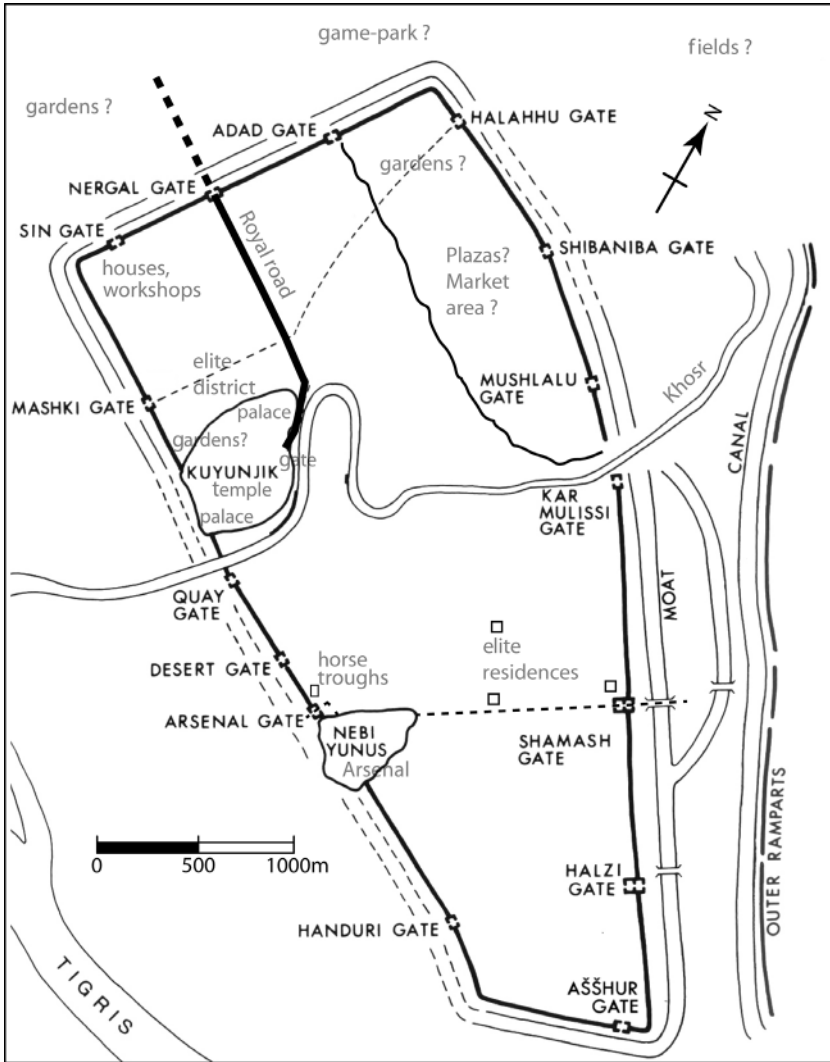 game-park ?
fields ?
gardens ?
N
ADAD GATE
HALAHHU GATE
gardens ?
NERGAL GATE
SIN GATE
Royal road
houses,
workshops
Plazas?
Market
area ?
SHIBANIBA GATE
elite
district
MUSHLALU
GATE
Khosr
MASHKI GATE
palace
gardens?
gate
KUYUNJIK
temple
palace
CANAL
KAR
MULISSI
GATE
MOAT
QUAY
GATE
DESERT GATE
horse
troughs
elite
residences
ARSENAL GATE
NEBI
YUNUS
Arsenal
SHAMASH
GATE
OUTER RAMPARTS
0 500 1000m
HALZI
GATE
HANDURI GATE
TIGRIS
AŠŠHUR
GATE